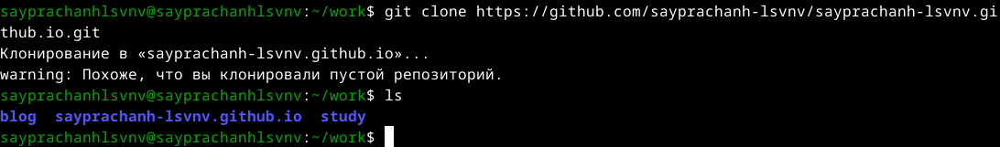 sayprachanhlsvnv@sayprachanhlsvnv:~/work$ git clone https://github.com/sayprachanh-lsvnv/sayprachanh-lsvnv.gi
thub.io.git
Клонирование в «sayprachanh-lsvnv.github.io»...
warning: Похоже, что вы клонировали пустой репозиторий.
sayprachanhlsvnv@sayprachanhlsvnv:~/work$ ls
blog  sayprachanh-lsvnv.github.io  study
sayprachanhlsvnv@sayprachanhlsvnv:~/work$